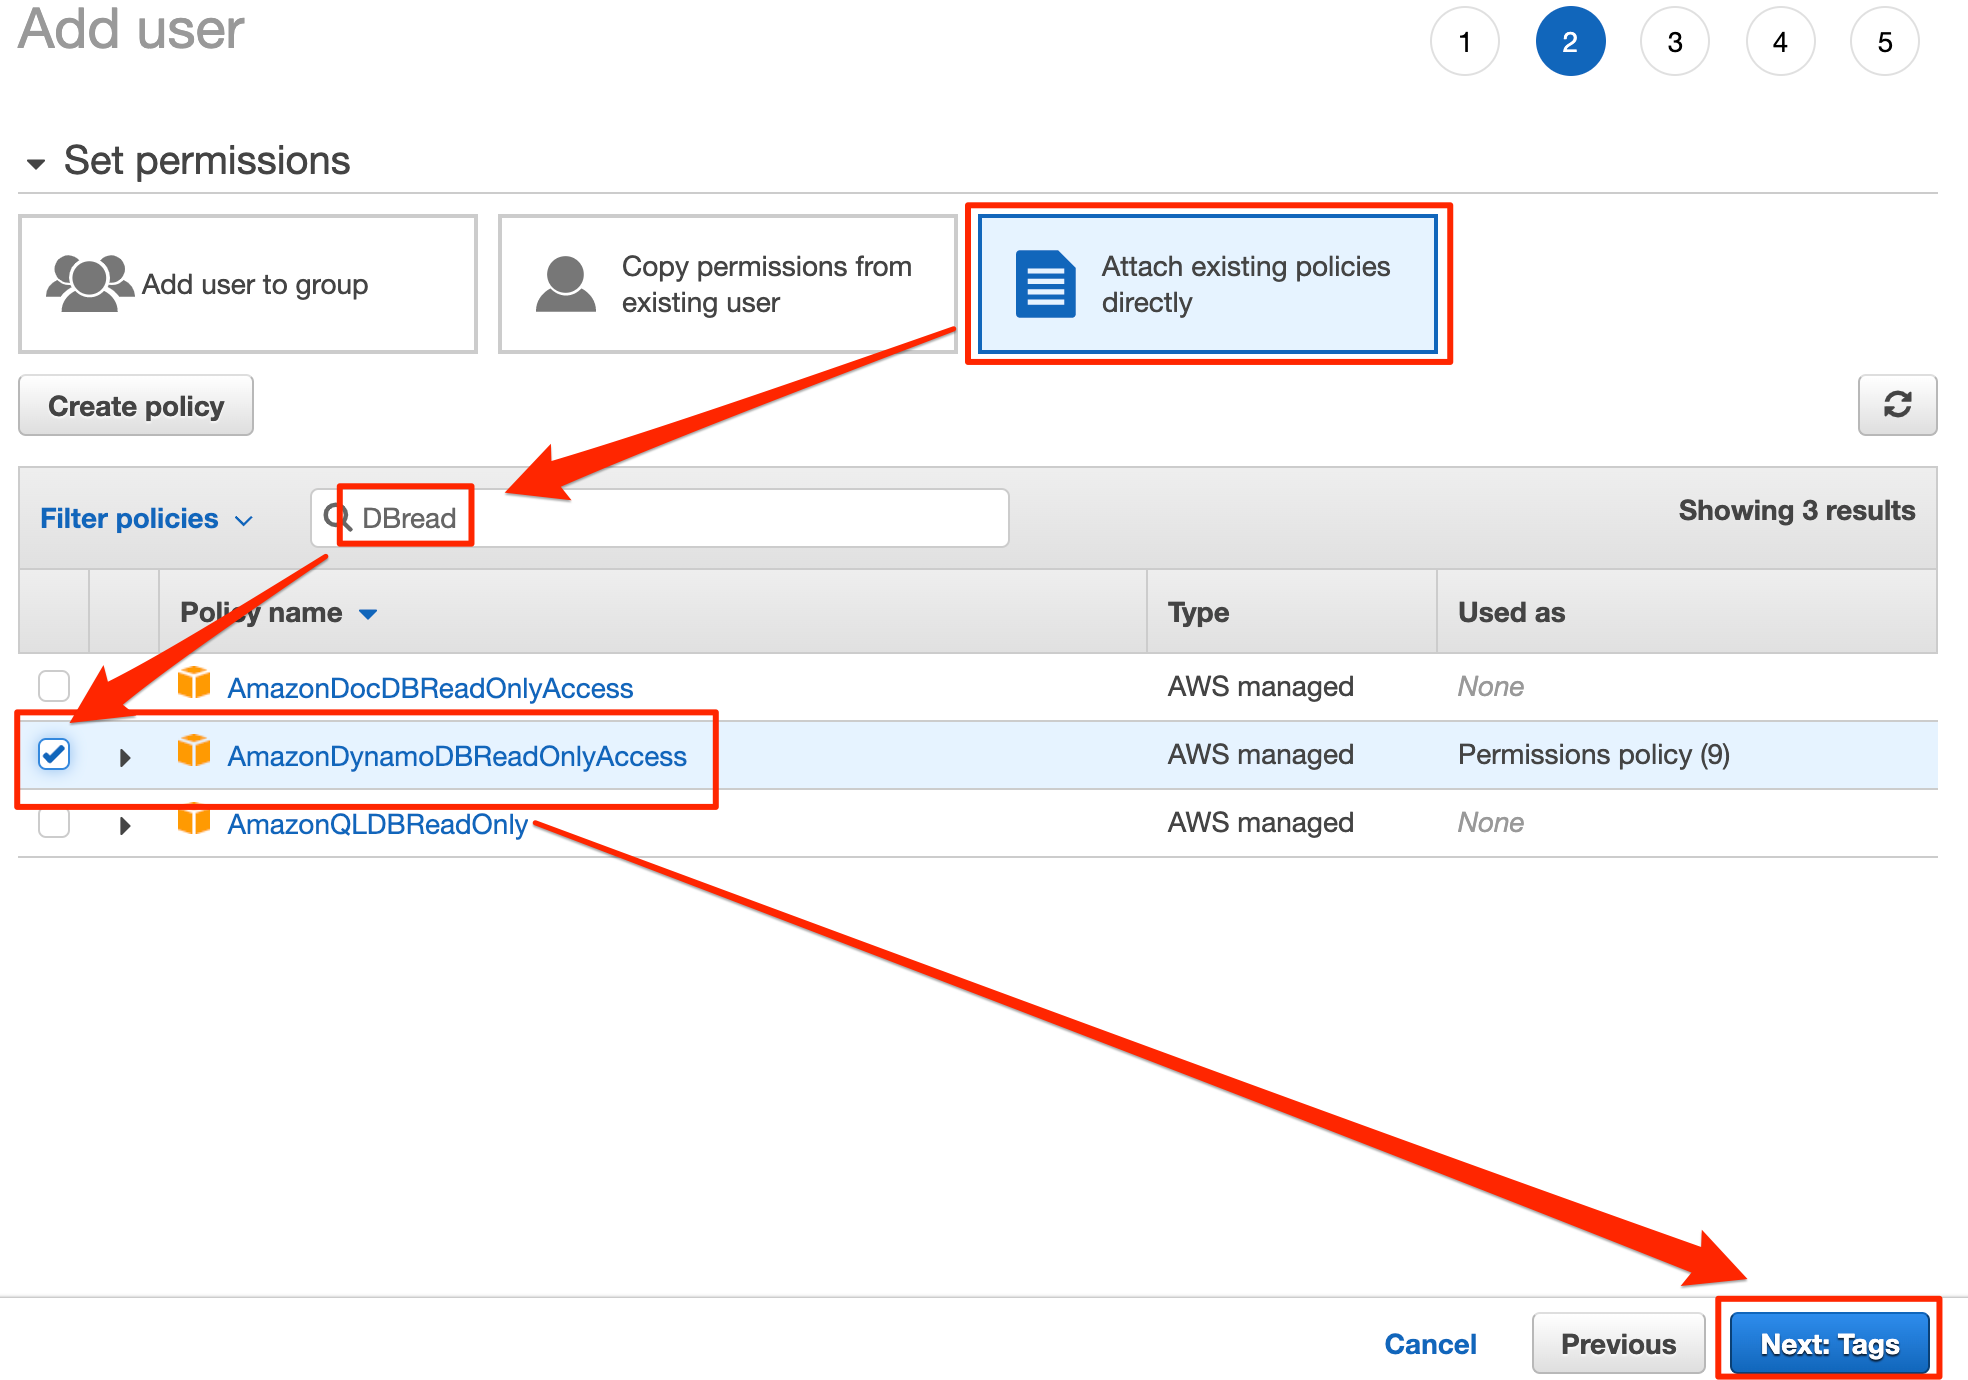 Add user
1 2 3 4 5
Set permissions
Add user to group
Copy permissions from
existing user
Attach existing policies
directly
Create policy
Filter policies
DBread
Showing 3 results
Policy name Type Used as
AmazonDocDBReadOnlyAccess AWS managed None
AmazonDynamoDBReadOnlyAccess AWS managed Permissions policy (9)
AmazonQLDBReadOnly AWS managed None
Cancel Previous Next: Tags